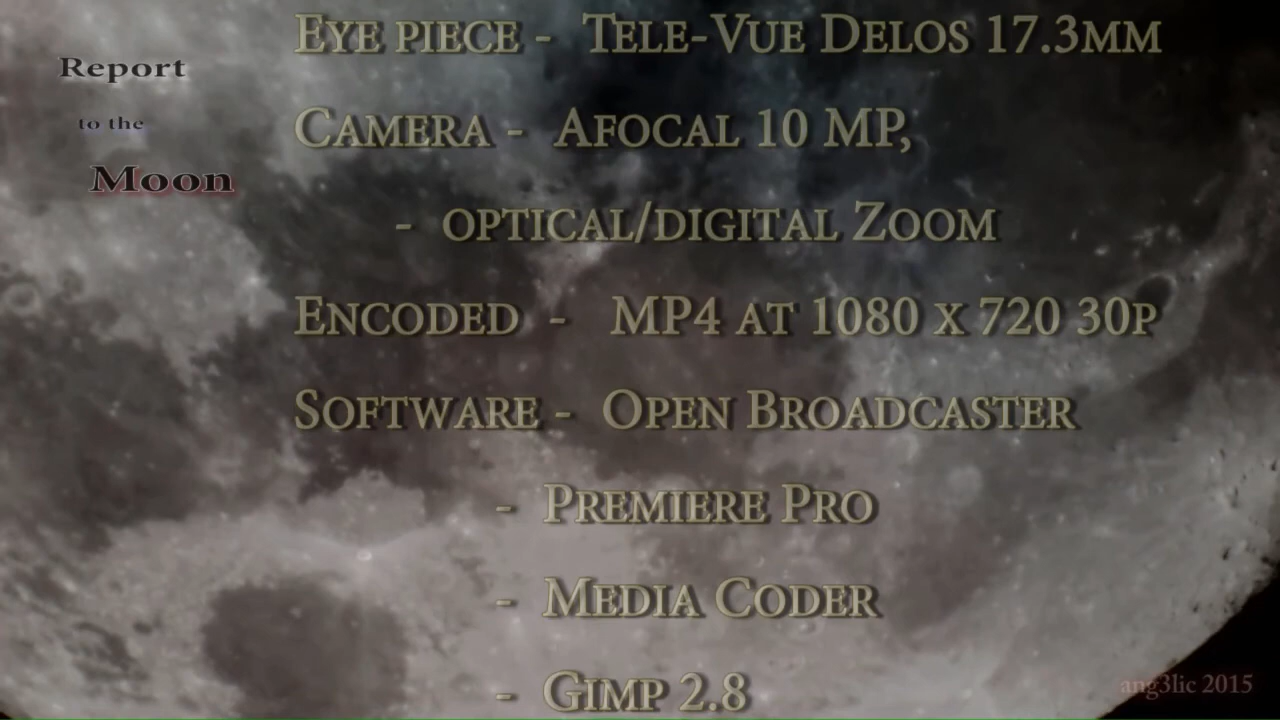 Report
to the
Moon
Eye piece - Tele-Vue Delos 17.3mm
Camera - Afocal 10 MP,
- optical/digital Zoom
Encoded - MP4 at 1080 x 720 30p
Software - Open Broadcaster
- Premiere Pro
- Media Coder
- Gimp 2.8
ang3lic 2015